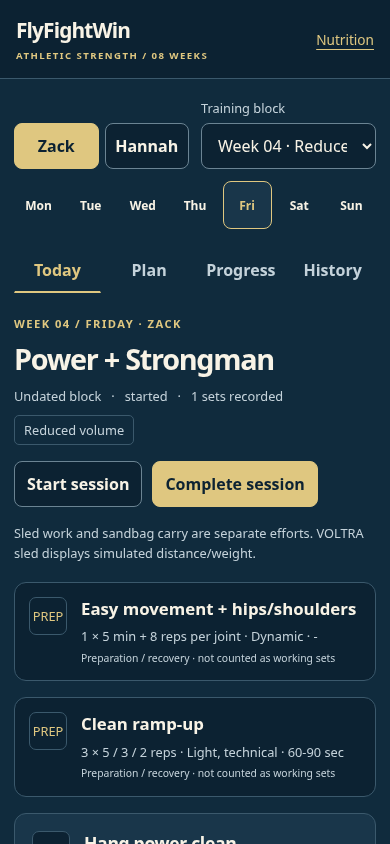 FlyFightWin
ATHLETIC STRENGTH / 08 WEEKS
Nutrition
Training block
Zack
Hannah
Week 04 · Reduce
Mon
Tue
Wed
Thu
Fri
Sat
Sun
Today
Plan
Progress
History
WEEK 04 / FRIDAY · ZACK
Power + Strongman
Undated block · started · 1 sets recorded
Reduced volume
Start session
Complete session
Sled work and sandbag carry are separate efforts. VOLTRA
sled displays simulated distance/weight.
PREP
Easy movement + hips/shoulders
1 × 5 min + 8 reps per joint · Dynamic · -
Preparation / recovery · not counted as working sets
PREP
Clean ramp-up
3 × 5 / 3 / 2 reps · Light, technical · 60-90 sec
Preparation / recovery · not counted as working sets
Hang power clean